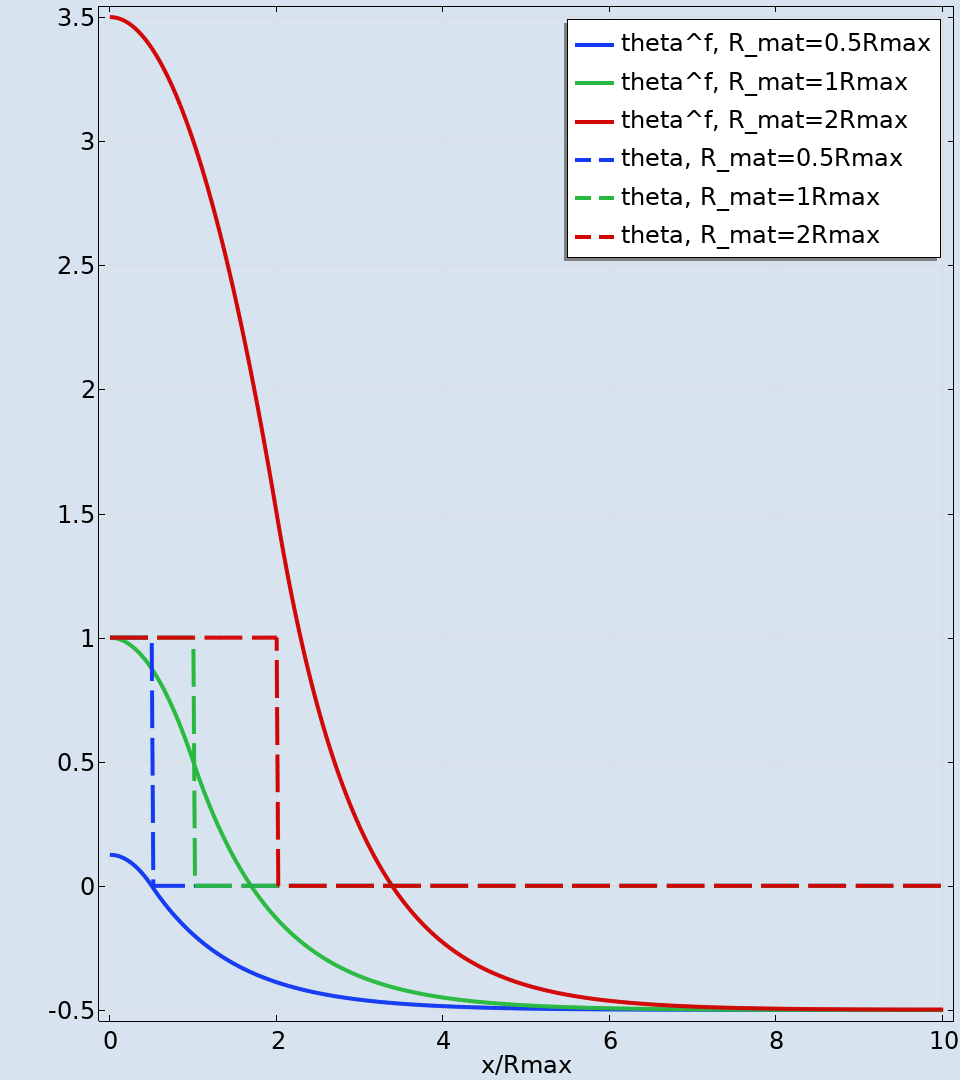 3.5
3
2.5
2
1.5
1
0.5
0
-0.5
theta^f, R_mat=0.5Rmax
theta^f, R_mat=1Rmax
theta^f, R_mat=2Rmax
theta, R_mat=0.5Rmax
theta, R_mat=1Rmax
theta, R_mat=2Rmax
0 2 4 6 8 10
x/Rmax